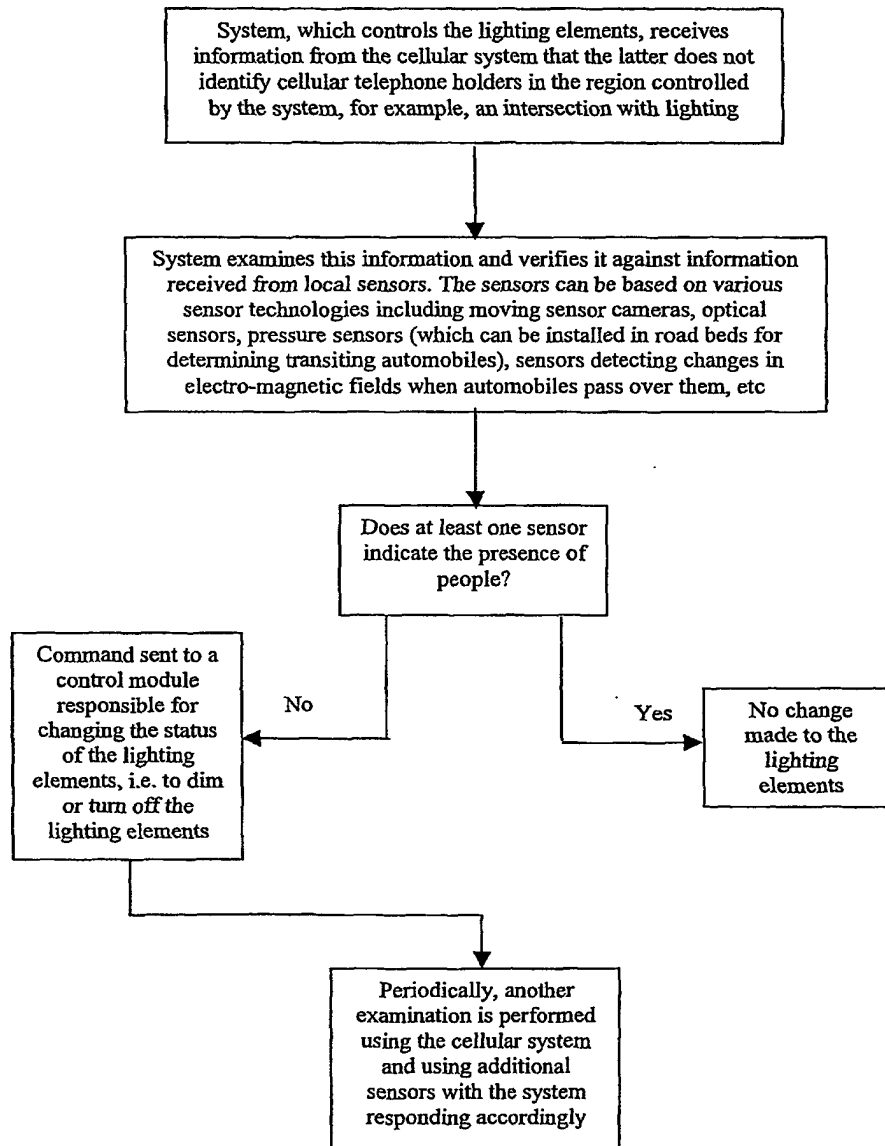 System, which controls the lighting elements, receives
information from the cellular system that the latter does not
identify cellular telephone holders in the region controlled
by the system, for example, an intersection with lighting
System examines this information and verifies it against information
received from local sensors. The sensors can be based on various
sensor technologies including moving sensor cameras, optical
sensors, pressure sensors (which can be installed in road beds for
determining transiting automobiles), sensors detecting changes in
electro-magnetic fields when automobiles pass over them, etc
Does at least one sensor
indicate the presence of
people?
Command sent to a
control module
responsible for
changing the status
of the lighting
elements, i.e. to dim
or turn off the
lighting elements
No
Yes
No change
made to the
lighting
elements
Periodically, another
examination is performed
using the cellular system
and using additional
sensors with the system
responding accordingly